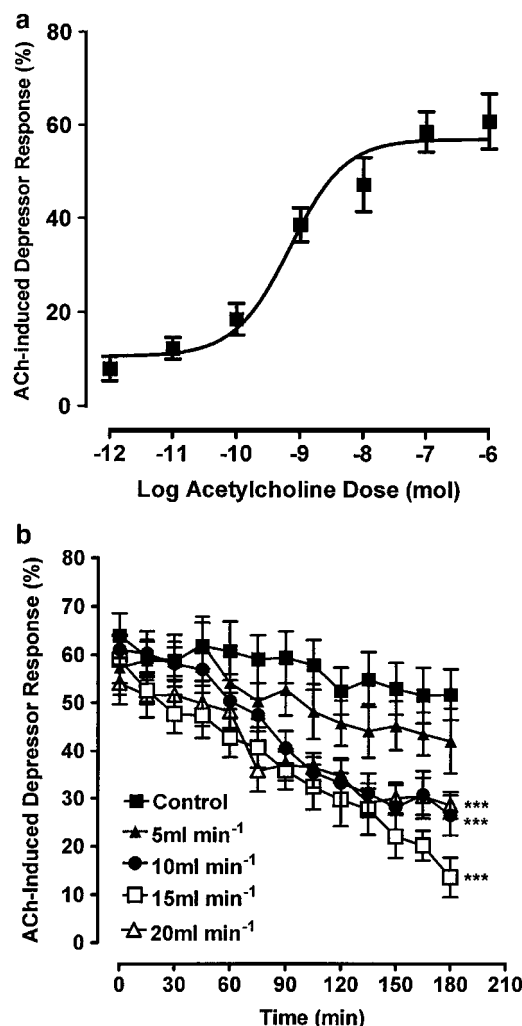 a
ACh-induced Depressor Response (%)
80
60
40
20
0
-12 -11 -10 -9 -8 -7 -6
Log Acetylcholine Dose (mol)
b
ACh-Induced Depressor Response (%)
80
70
60
50
40
30
20
10
0
Control
5ml min⁻¹
10ml min⁻¹
15ml min⁻¹
20ml min⁻¹
***
***
***
0 30 60 90 120 150 180 210
Time (min)